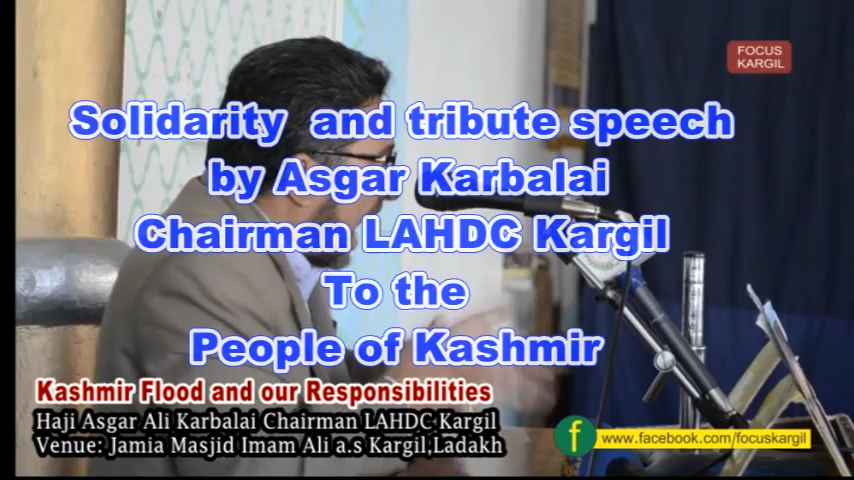 FOCUS
KARGIL
Solidarity and tribute speech
by Asgar Karbalai
Chairman LAHDC Kargil
To the
People of Kashmir
Kashmir Flood and our Responsibilities
Haji Asgar Ali Karbalai Chairman LAHDC Kargil
Venue: Jamia Masjid Imam Ali a.s Kargil,Ladakh
f www.facebook.com/focuskargil